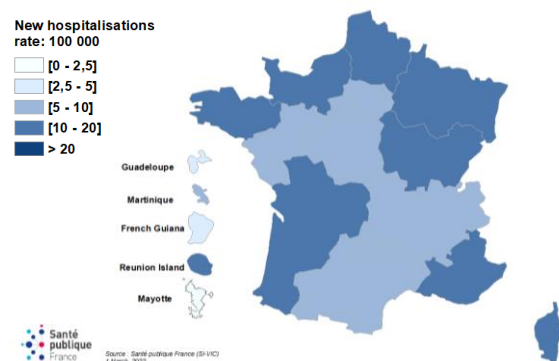 New hospitalisations
rate: 100 000
[0 - 2,5]
[2,5 - 5]
[5 - 10]
[10 - 20]
> 20
Guadeloupe
Martinique
French Guiana
Reunion Island
Mayotte
Santé
publique
France
Source : Santé publique France (SI-VIC)